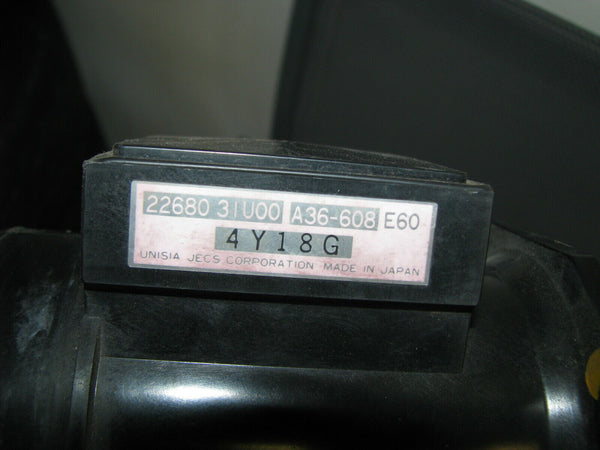 22680 31U00 A36-608 E60
4Y18G
UNISIA JECS CORPORATION MADE IN JAPAN